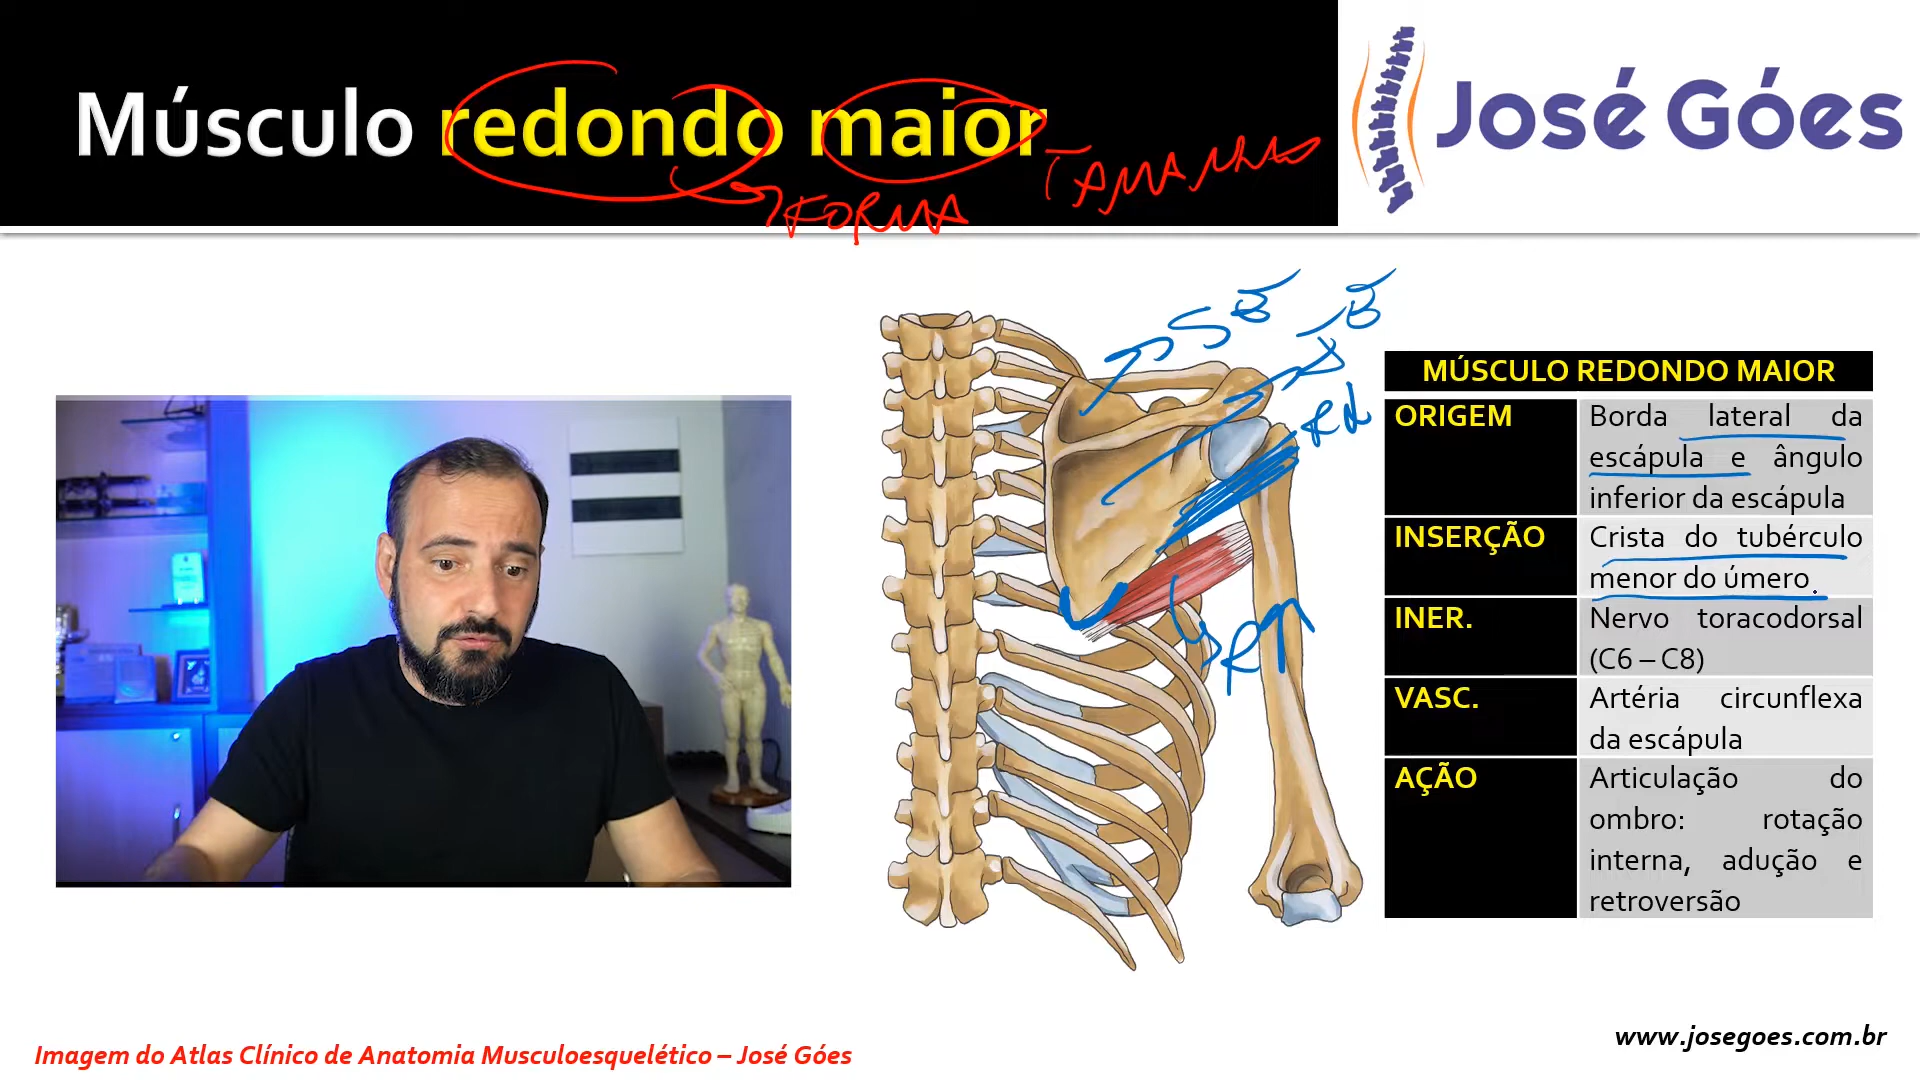 Músculo redondo maior
José Góes
FORMA
TAMANHO
MÚSCULO REDONDO MAIOR
ORIGEM
Borda lateral da
escápula e ângulo
inferior da escápula
INSERÇÃO
Crista do tubérculo
menor do úmero.
INER.
Nervo toracodorsal
(C6 – C8)
VASC.
Artéria circunflexa
da escápula
AÇÃO
Articulação do
ombro: rotação
interna, adução e
retroversão
Imagem do Atlas Clínico de Anatomia Musculoesquelético – José Góes
www.josegoes.com.br